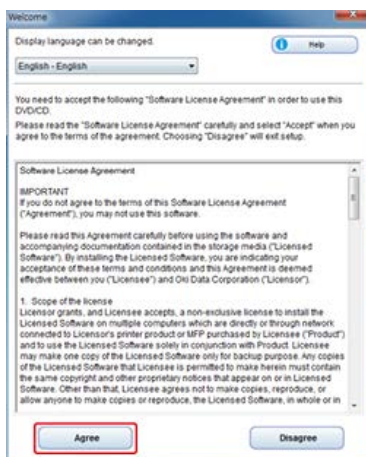 Welcome
Display language can be changed.
Help
English - English
You need to accept the following "Software License Agreement" in order to use this
DVD/CD.
Please read the "Software License Agreement" carefully and select "Accept" when you
agree to the terms of the agreement. Choosing "Disagree" will exit setup.
Software License Agreement
IMPORTANT
If you do not agree to the terms of this Software License Agreement
("Agreement"), you may not use this software.
Please read this Agreement carefully before using the software and
accompanying documentation contained in the storage media ("Licensed
Software"). By installing the Licensed Software, you are indicating your
acceptance of these terms and conditions and this Agreement is deemed
effective between you ("Licensee") and Oki Data Corporation ("Licensor").
1. Scope of the license
Licensor grants, and Licensee accepts, a non-exclusive license to install the
Licensed Software on multiple computers which are directly or through network
connected to Licensor's printer product or MFP purchased by Licensee ("Product")
and to use the Licensed Software solely in conjunction with Product. Licensee
may make one copy of the Licensed Software only for backup purpose. Any copies
of the Licensed Software that Licensee is permitted to make herein must contain
the same copyright and other proprietary notices that appear on or in Licensed
Software. Other than that, Licensee agrees not to make copies, reproduce, or
allow anyone to make copies or reproduce, the Licensed Software, in whole or in
Agree
Disagree